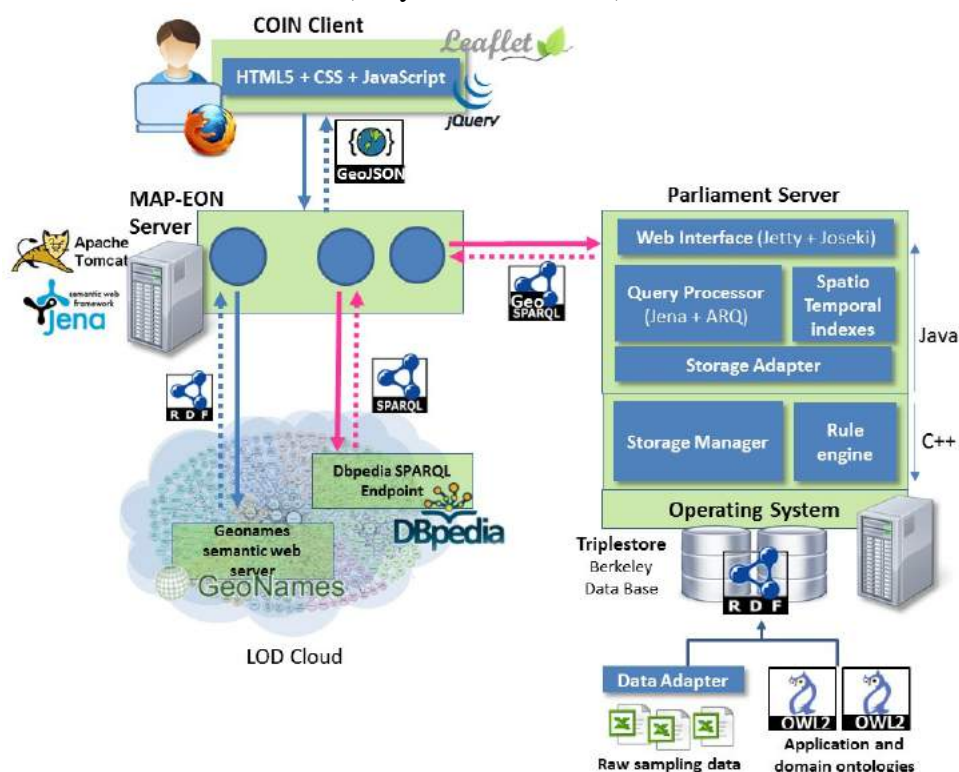 COIN Client
Leaflet
HTML5 + CSS + JavaScript
jQuery
{ }
GeoJSON
MAP-EON
Server
Apache
Tomcat
semantic web
framework
jena
Parliament Server
Web Interface (Jetty + Joseki)
Query Processor
(Jena + ARQ)
Spatio
Temporal
indexes
Storage Adapter
Java
Geo
SPARQL
RDF
SPARQL
Storage Manager
Rule
engine
C++
Dbpedia SPARQL
Endpoint
DBpedia
Geonames
semantic web
server
GeoNames
LOD Cloud
Operating System
Triplestore
Berkeley
Data Base
RDF
Data Adapter
Raw sampling data
OWL2
OWL2
Application and
domain ontologies